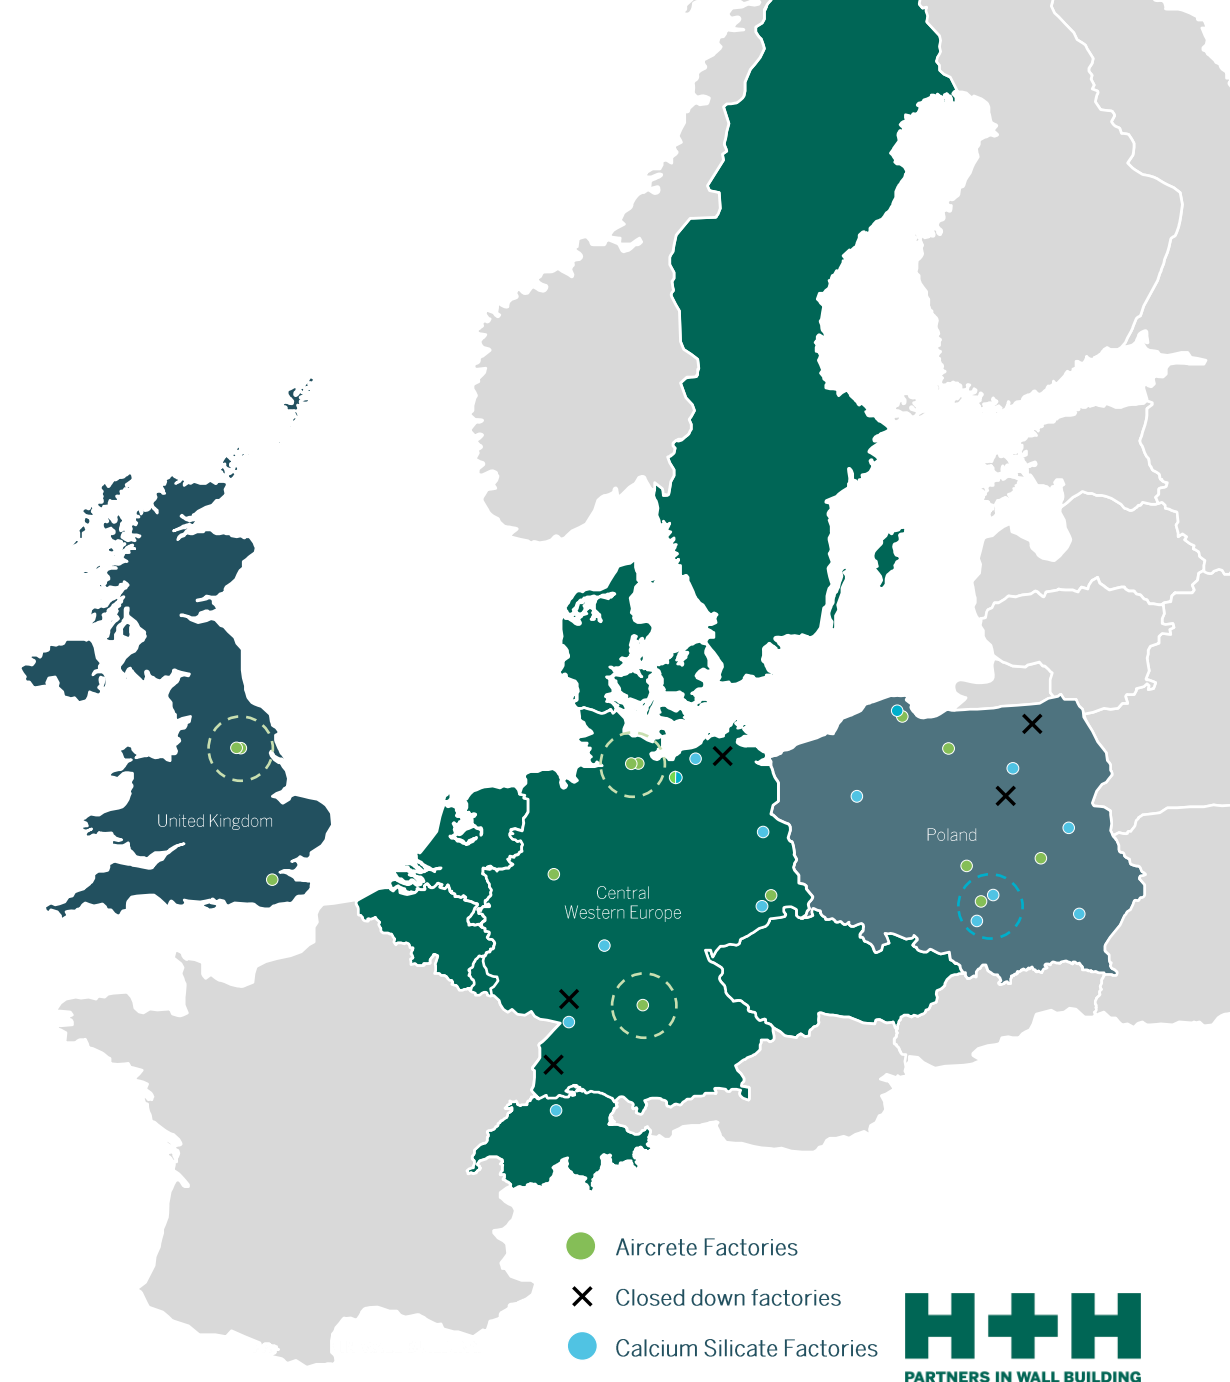 United Kingdom
Poland
Central
Western Europe
Aircrete Factories
Closed down factories
Calcium Silicate Factories
H+H
PARTNERS IN WALL BUILDING